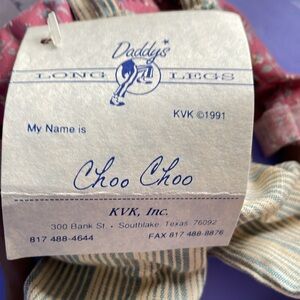 Daddy's
LONG LEGS
KVK ©1991
My Name is
Choo Choo
KVK, Inc.
300 Bank St • Southlake, Texas 76092
817 488-4644 FAX 817 488-8876